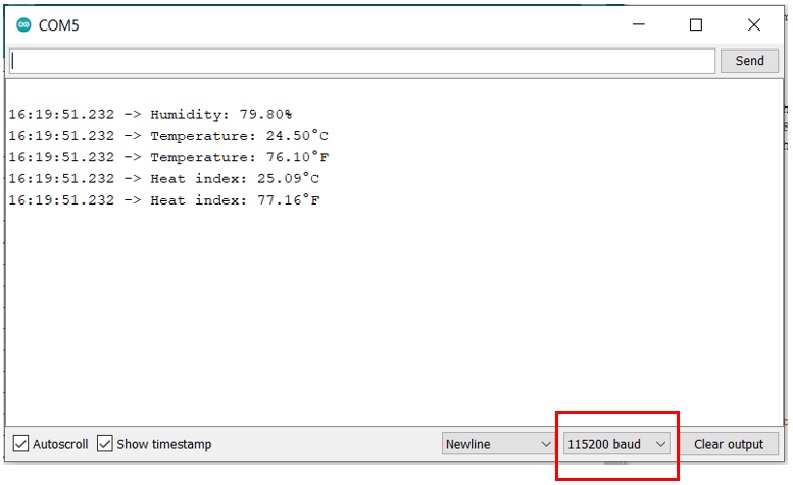 COM5
Send
16:19:51.232 -> Humidity: 79.80%
16:19:51.232 -> Temperature: 24.50°C
16:19:51.232 -> Temperature: 76.10°F
16:19:51.232 -> Heat index: 25.09°C
16:19:51.232 -> Heat index: 77.16°F
Autoscroll Show timestamp Newline 115200 baud Clear output